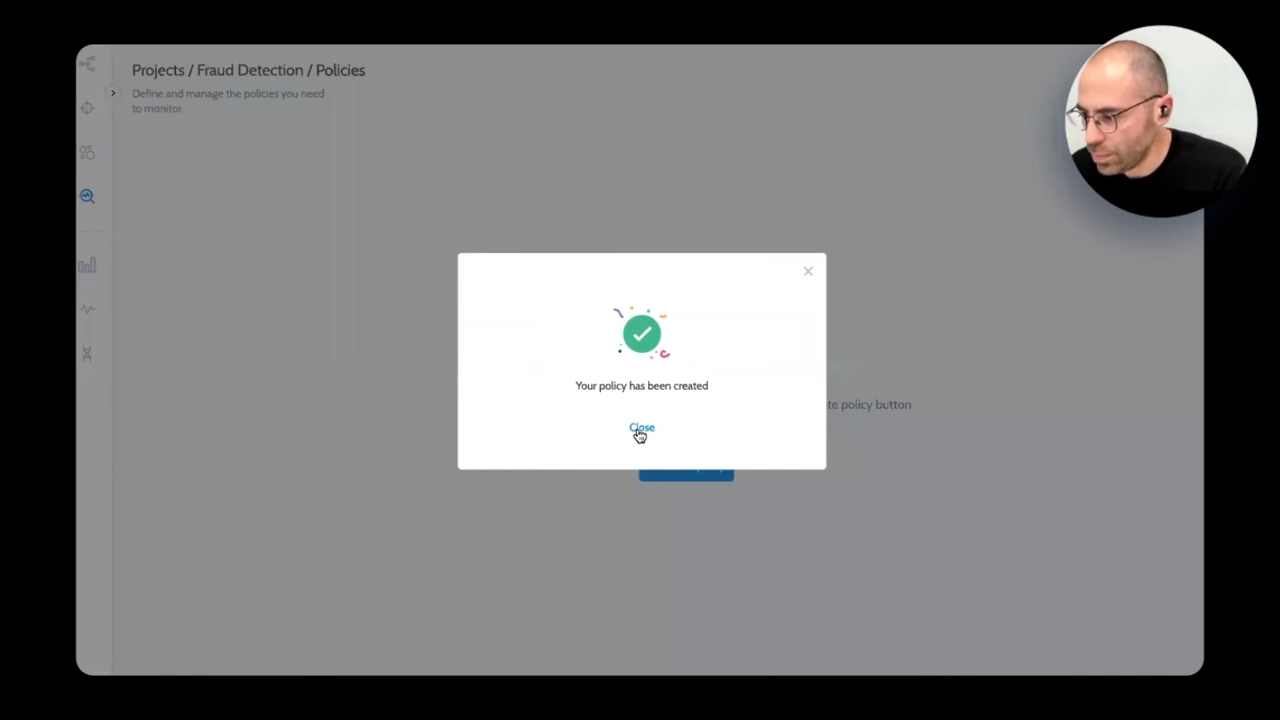 Projects / Fraud Detection / Policies
Define and manage the policies you need
to monitor
Your policy has been created
te policy button
Close